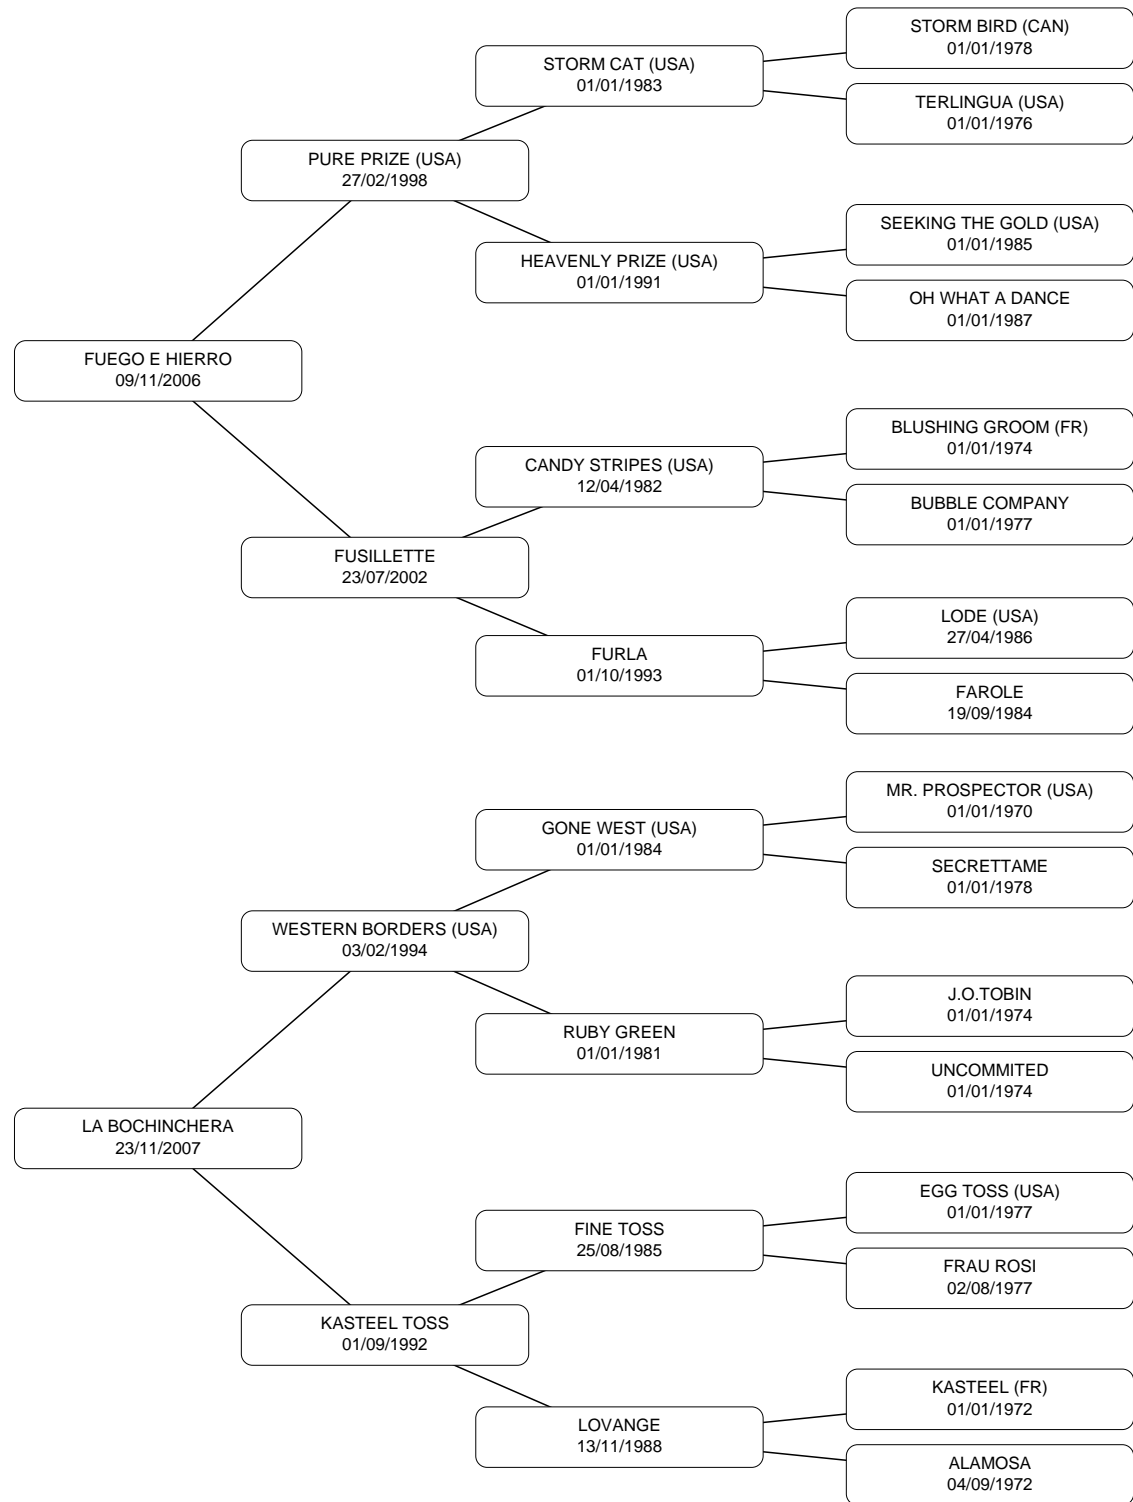 STORM BIRD (CAN)
01/01/1978
STORM CAT (USA)
01/01/1983
TERLINGUA (USA)
01/01/1976
PURE PRIZE (USA)
27/02/1998
SEEKING THE GOLD (USA)
01/01/1985
HEAVENLY PRIZE (USA)
01/01/1991
OH WHAT A DANCE
01/01/1987
FUEGO E HIERRO
09/11/2006
BLUSHING GROOM (FR)
01/01/1974
CANDY STRIPES (USA)
12/04/1982
BUBBLE COMPANY
01/01/1977
FUSILLETTE
23/07/2002
LODE (USA)
27/04/1986
FURLA
01/10/1993
FAROLE
19/09/1984
MR. PROSPECTOR (USA)
01/01/1970
GONE WEST (USA)
01/01/1984
SECRETTAME
01/01/1978
WESTERN BORDERS (USA)
03/02/1994
J.O.TOBIN
01/01/1974
RUBY GREEN
01/01/1981
UNCOMMITED
01/01/1974
LA BOCHINCHERA
23/11/2007
EGG TOSS (USA)
01/01/1977
FINE TOSS
25/08/1985
FRAU ROSI
02/08/1977
KASTEEL TOSS
01/09/1992
KASTEEL (FR)
01/01/1972
LOVANGE
13/11/1988
ALAMOSA
04/09/1972